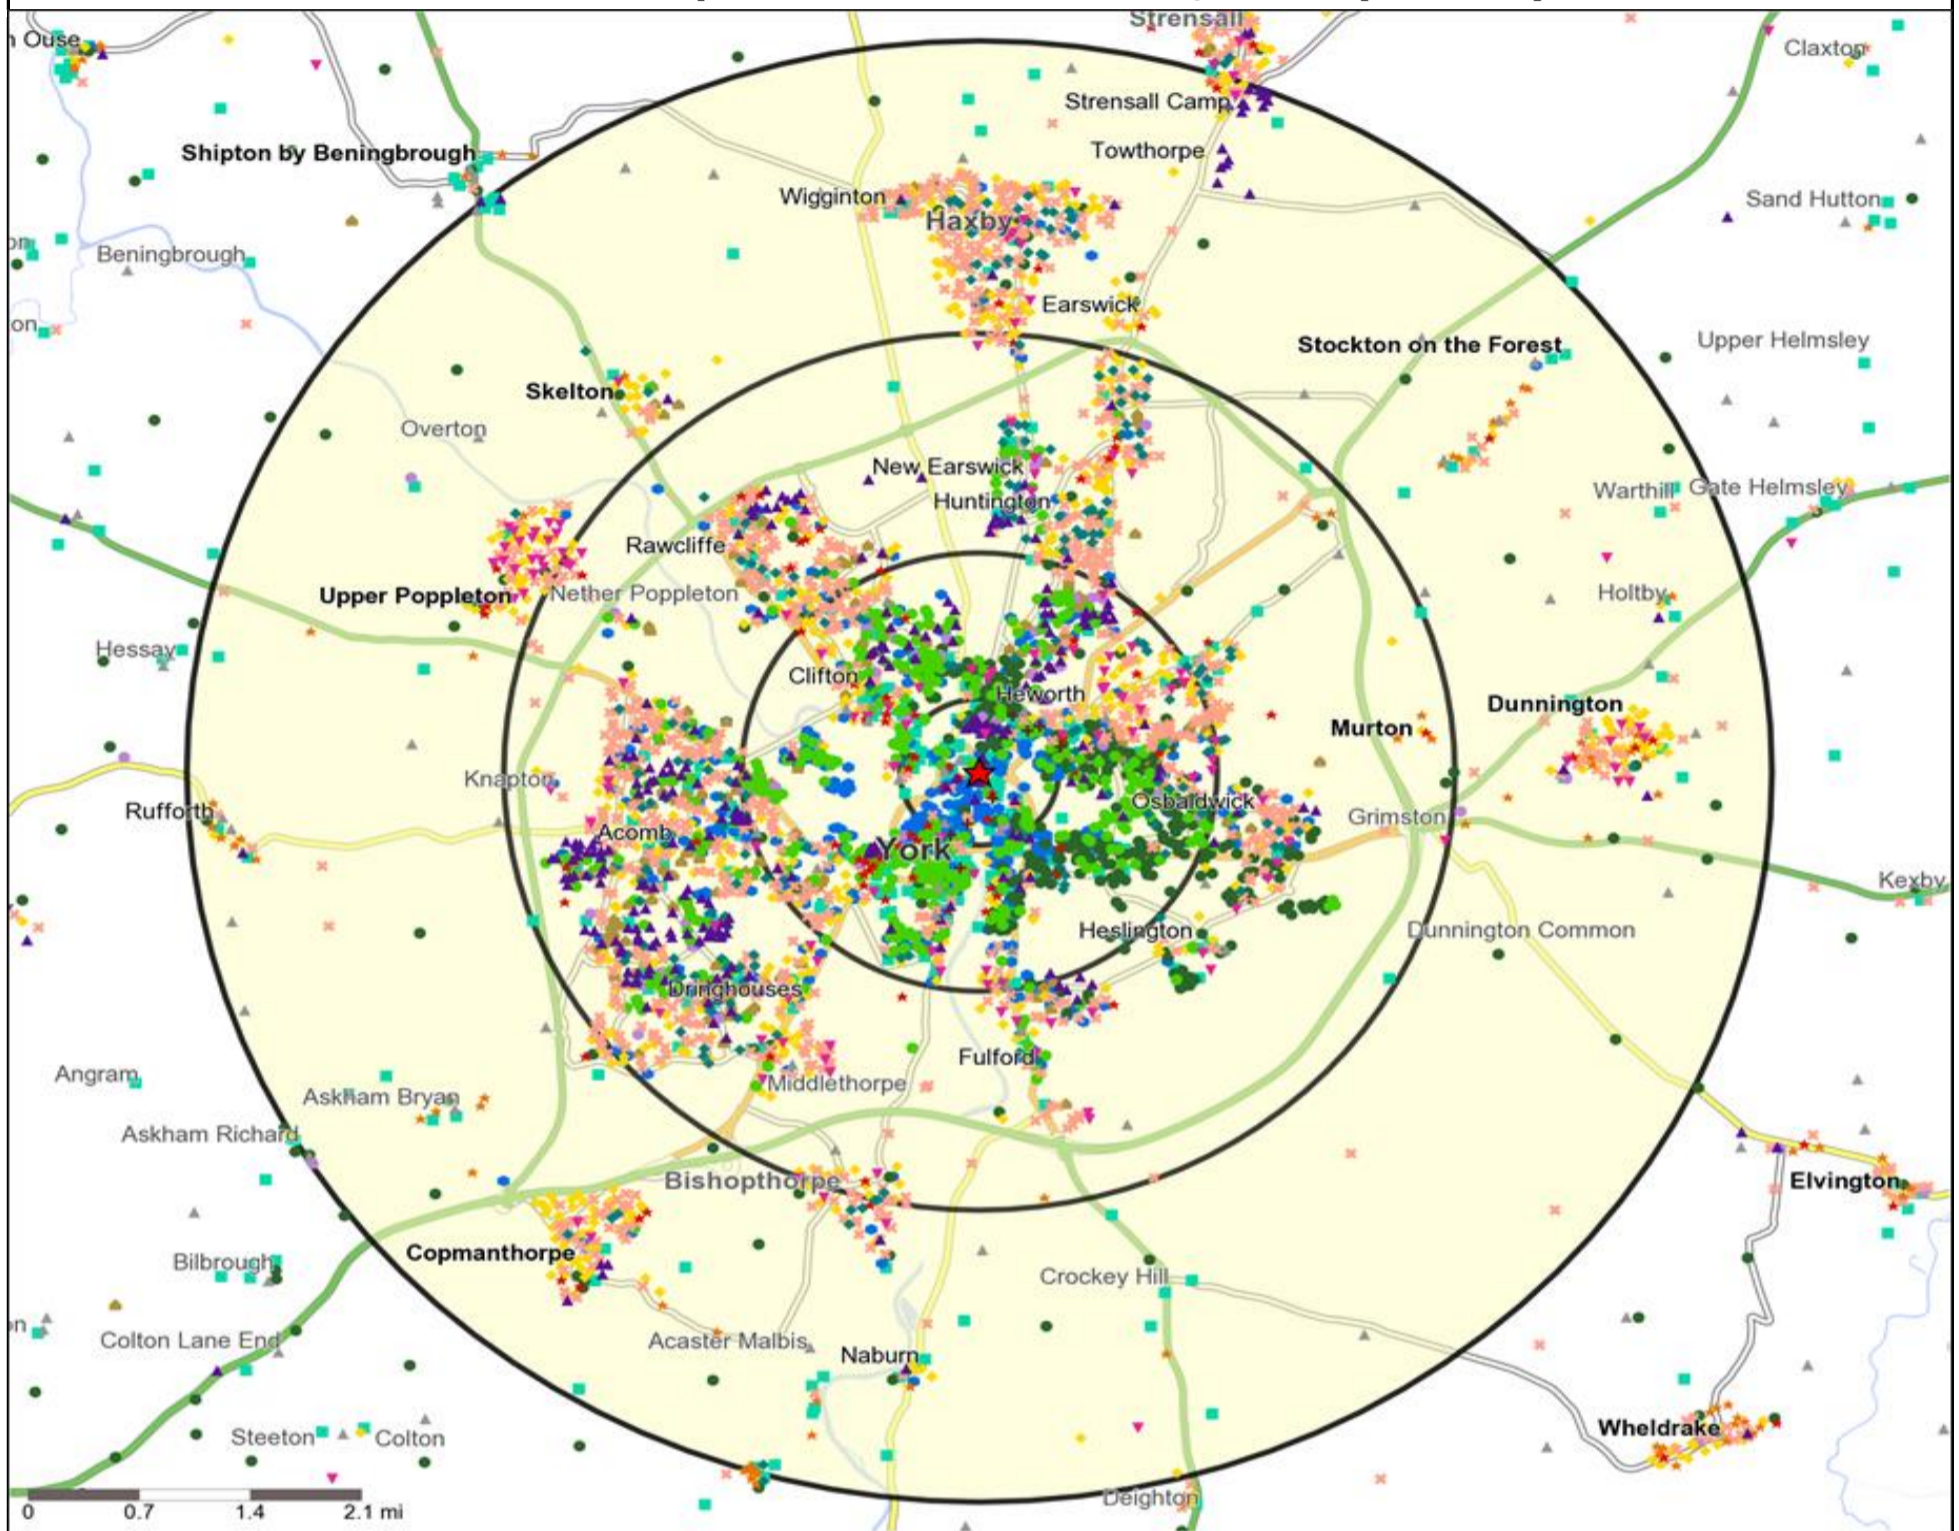 Strensall
Ouse
Claxton
Strensall Camp
Shipton by Beningbrough
Towthorpe
Wigginton
Sand Hutton
Haxby
Beningbrough
Earswick
on
Stockton on the Forest
Upper Helmsley
Skelton
Overton
New Earswick
Huntington
Warthill
Gate Helmsley
Rawcliffe
Upper Poppleton
Nether Poppleton
Holtby
Hessay
Clifton
Heworth
Dunnington
Murton
Knapton
Rufforth
Osbaldwick
Grimston
Acomb
York
Kexby
Heslington
Dunnington Common
Dringhouses
Fulford
Angram
Middlethorpe
Askham Bryan
Askham Richard
Bishopthorpe
Elvington
Copmanthorpe
Bilbrough
Crockey Hill
Colton Lane End
Acaster Malbis
Naburn
Wheldrake
Steeton
Colton
Deighton
0 0.7 1.4 2.1 mi